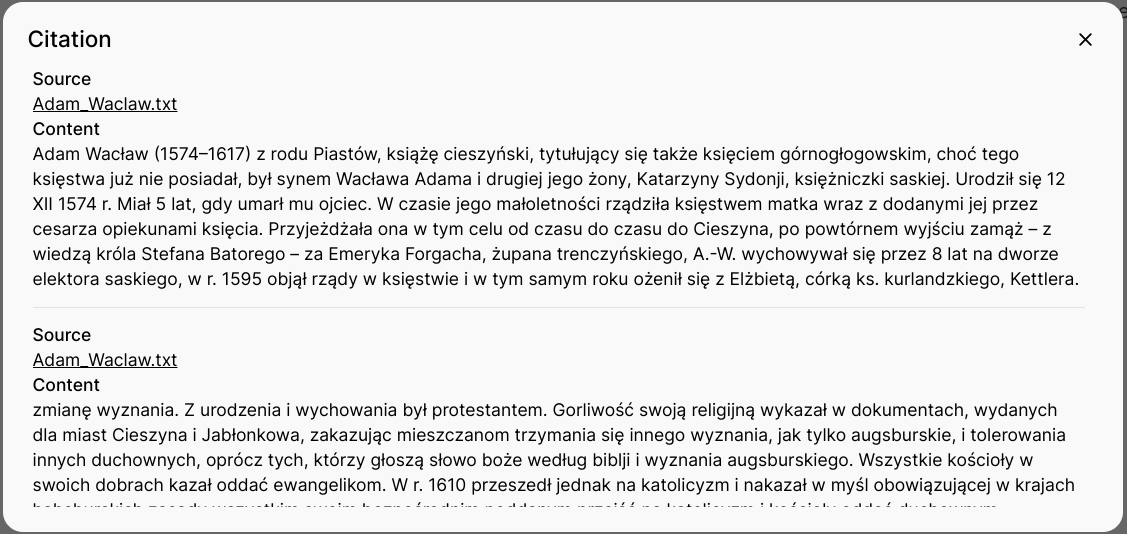 Citation
Source
Adam_Waclaw.txt
Content
Adam Wacław (1574–1617) z rodu Piastów, książę cieszyński, tytułujący się także księciem górnogłogowskim, choć tego
księstwa już nie posiadał, był synem Wacława Adama i drugiej jego żony, Katarzyny Sydonji, księżniczki saskiej. Urodził się 12
XII 1574 r. Miał 5 lat, gdy umarł mu ojciec. W czasie jego małoletności rządziła księstwem matka wraz z dodanymi jej przez
cesarza opiekunami księcia. Przyjeżdżała ona w tym celu od czasu do czasu do Cieszyna, po powtórnem wyjściu zamąż – z
wiedzą króla Stefana Batorego – za Emeryka Forgacha, żupana trenczyńskiego, A.-W. wychowywał się przez 8 lat na dworze
elektora saskiego, w r. 1595 objął rządy w księstwie i w tym samym roku ożenił się z Elżbietą, córką ks. kurlandzkiego, Kettlera.
Source
Adam_Waclaw.txt
Content
zmianę wyznania. Z urodzenia i wychowania był protestantem. Gorliwość swoją religijną wykazał w dokumentach, wydanych
dla miast Cieszyna i Jabłonkowa, zakazując mieszczanom trzymania się innego wyznania, jak tylko augsburskie, i tolerowania
innych duchownych, oprócz tych, którzy głoszą słowo boże według biblji i wyznania augsburskiego. Wszystkie kościoły w
swoich dobrach kazał oddać ewangelikom. W r. 1610 przeszedł jednak na katolicyzm i nakazał w myśl obowiązującej w krajach